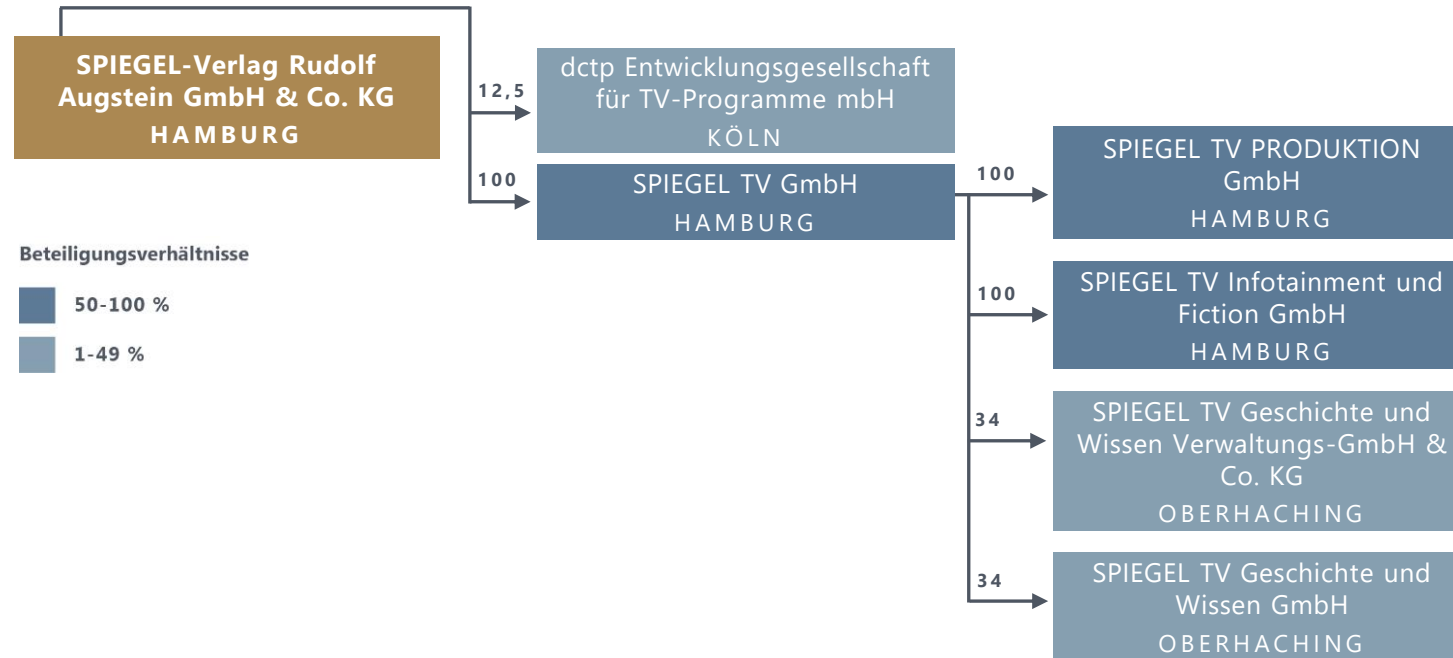 SPIEGEL-Verlag Rudolf
Augstein GmbH & Co. KG
HAMBURG
12,5
dctp Entwicklungsgesellschaft
für TV-Programme mbH
KÖLN
100
SPIEGEL TV GmbH
HAMBURG
100
SPIEGEL TV PRODUKTION
GmbH
HAMBURG
100
SPIEGEL TV Infotainment und
Fiction GmbH
HAMBURG
34
SPIEGEL TV Geschichte und
Wissen Verwaltungs-GmbH &
Co. KG
OBERHACHING
34
SPIEGEL TV Geschichte und
Wissen GmbH
OBERHACHING
Beteiligungsverhältnisse
50-100 %
1-49 %